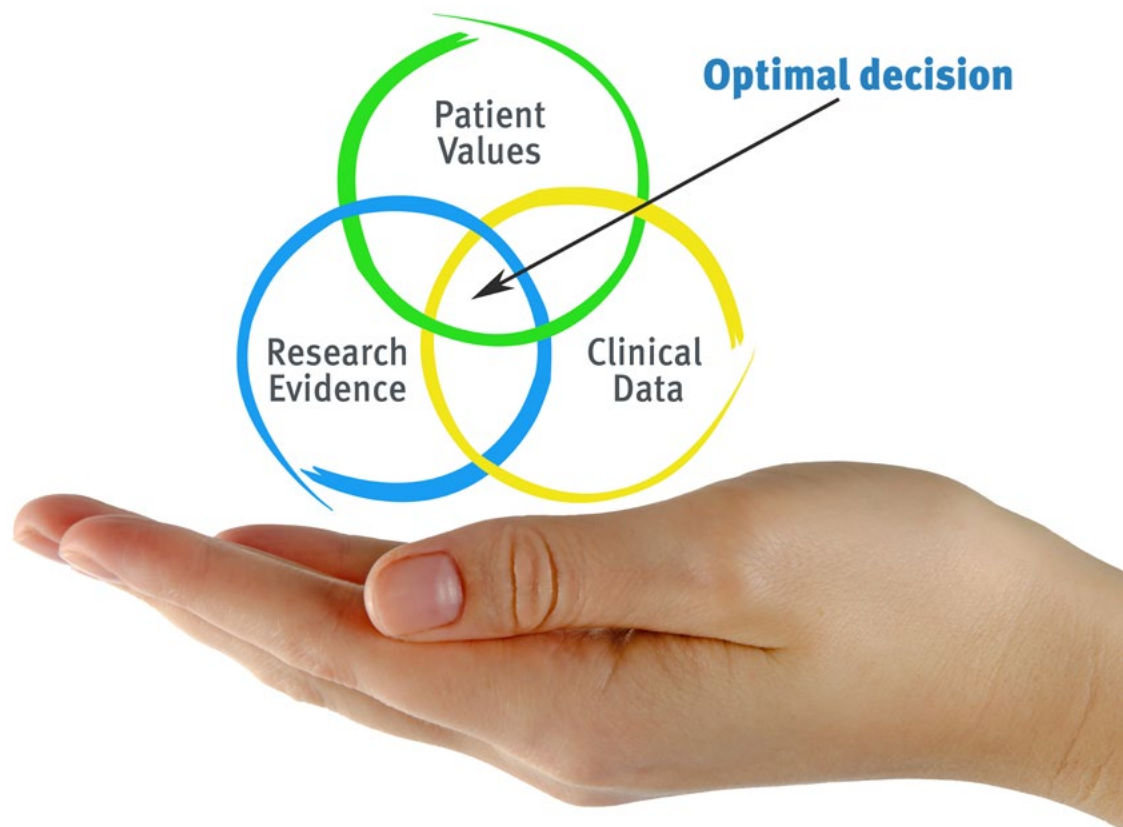 Optimal decision
Patient
Values
Research
Evidence
Clinical
Data